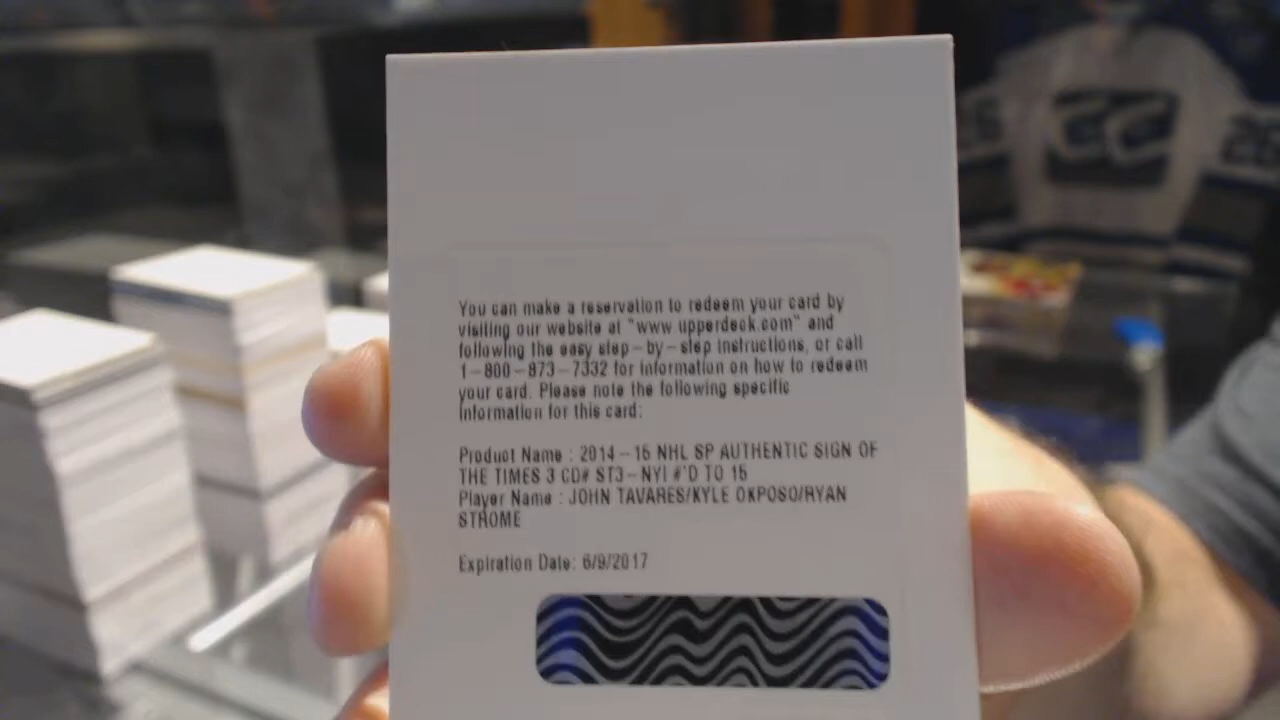 You can make a reservation to redeem your card by
visiting our website at "www upperdeck.com" and
following the easy step-by-step instructions, or call
1-800-873-7332 for information on how to redeem
your card. Please note the following specific
information for this card:
Product Name : 2014-15 NHL SP AUTHENTIC SIGN OF
THE TIMES 3 CD# ST3-NYI #'D TO 15
Player Name : JOHN TAVARES/KYLE OKPOSO/RYAN
STROME
Expiration Date: 6/9/2017